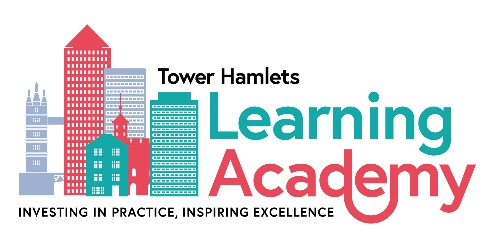 Tower Hamlets
Learning
Academy
INVESTING IN PRACTICE, INSPIRING EXCELLENCE